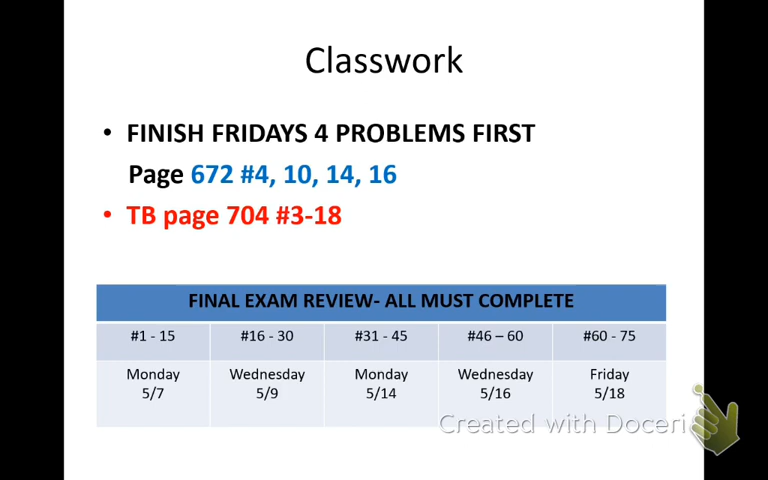 Classwork
• FINISH FRIDAYS 4 PROBLEMS FIRST
Page 672 #4, 10, 14, 16
• TB page 704 #3-18
FINAL EXAM REVIEW- ALL MUST COMPLETE
#1 - 15 #16 - 30 #31 - 45 #46 – 60 #60 - 75
Monday Wednesday Monday Wednesday Friday
5/7 5/9 5/14 5/16 5/18
Created with Doceri